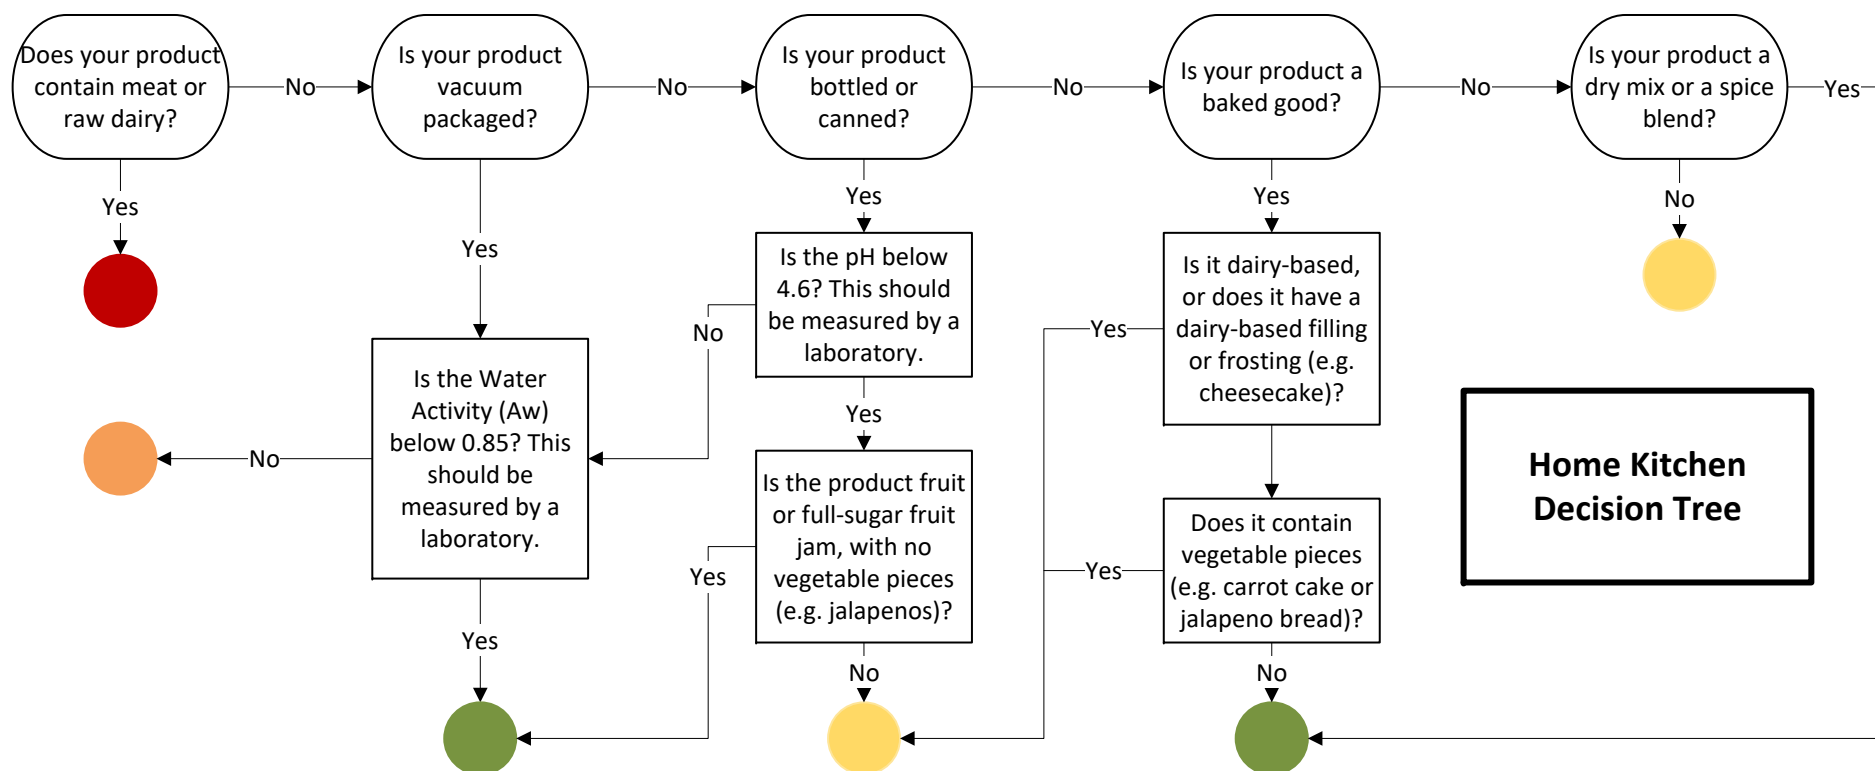 Does your product
contain meat or
raw dairy?
No
Is your product
vacuum
packaged?
No
Is your product
bottled or
canned?
No
Is your product a
baked good?
No
Is your product a
dry mix or a spice
blend?
Yes
Yes
Yes
Yes
Yes
No
Is the pH below
4.6? This should
be measured by a
laboratory.
No
Yes
Is it dairy-based,
or does it have a
dairy-based filling
or frosting (e.g.
cheesecake)?
Yes
Is the Water
Activity (Aw)
below 0.85? This
should be
measured by a
laboratory.
No
Yes
Is the product fruit
or full-sugar fruit
jam, with no
vegetable pieces
(e.g. jalapenos)?
Yes
No
Does it contain
vegetable pieces
(e.g. carrot cake or
jalapeno bread)?
Yes
No
Home Kitchen
Decision Tree